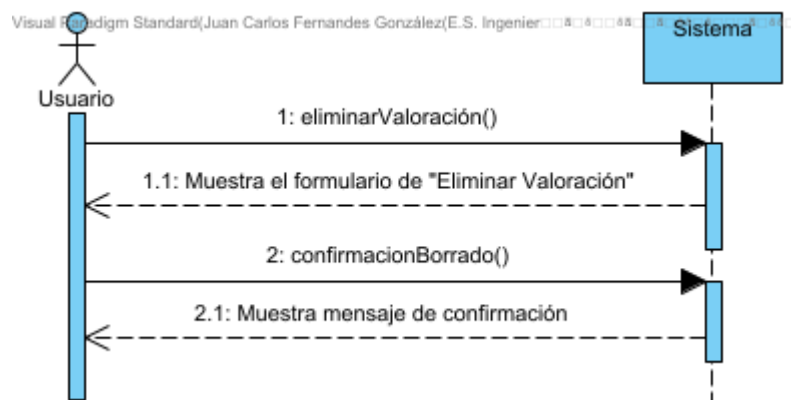 Visual Paradigm Standard(Juan Carlos Fernandes González(E.S. Ingenier
Sistema
Usuario
1: eliminarValoración()
1.1: Muestra el formulario de "Eliminar Valoración"
2: confirmacionBorrado()
2.1: Muestra mensaje de confirmación